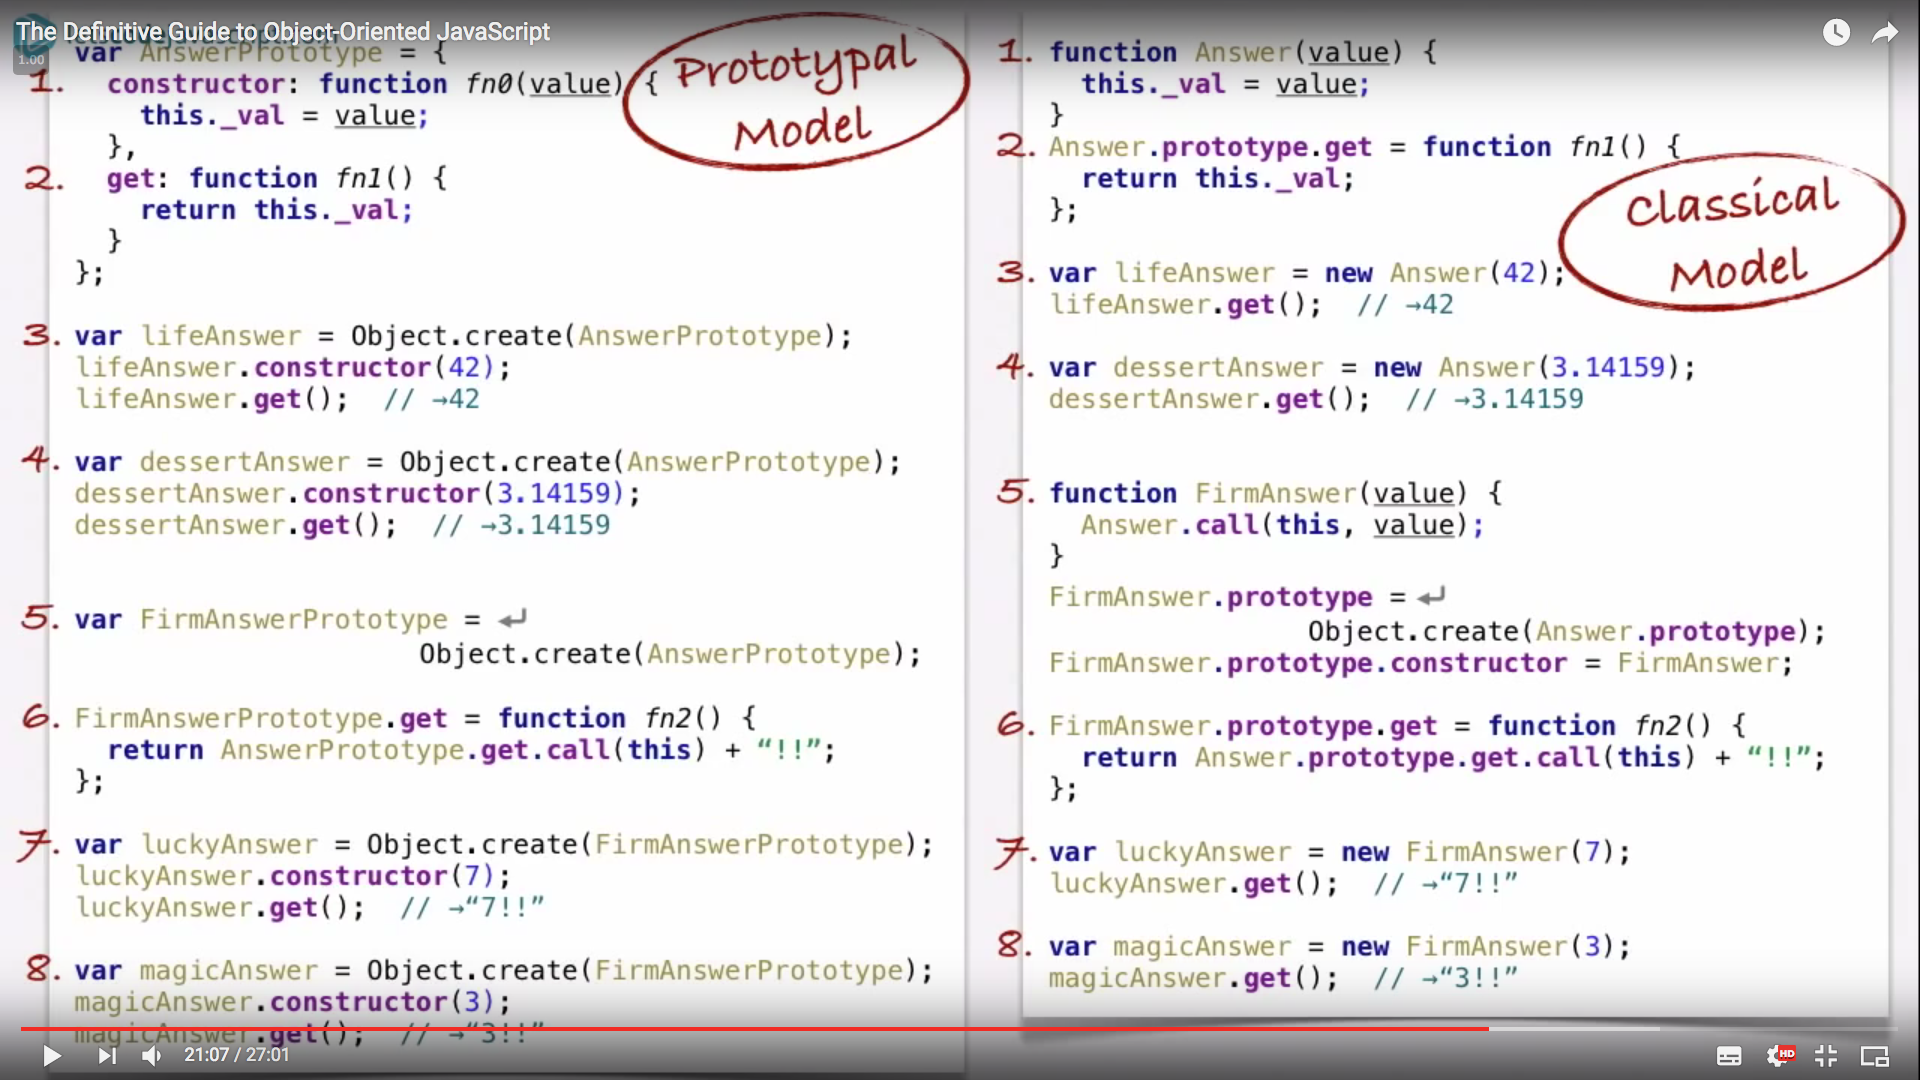 The Definitive Guide to Object-Oriented JavaScript
1.00
var AnswerPrototype = {
1. constructor: function fn0(value) {
this._val = value;
},
2. get: function fn1() {
return this._val;
}
};
3. var lifeAnswer = Object.create(AnswerPrototype);
lifeAnswer.constructor(42);
lifeAnswer.get(); // →42
4. var dessertAnswer = Object.create(AnswerPrototype);
dessertAnswer.constructor(3.14159);
dessertAnswer.get(); // →3.14159
5. var FirmAnswerPrototype = ↵
Object.create(AnswerPrototype);
6. FirmAnswerPrototype.get = function fn2() {
return AnswerPrototype.get.call(this) + “!!”;
};
7. var luckyAnswer = Object.create(FirmAnswerPrototype);
luckyAnswer.constructor(7);
luckyAnswer.get(); // →“7!!”
8. var magicAnswer = Object.create(FirmAnswerPrototype);
magicAnswer.constructor(3);
magicAnswer.get(); // →“3!!”
Prototypal
Model
1. function Answer(value) {
this._val = value;
}
2. Answer.prototype.get = function fn1() {
return this._val;
};
3. var lifeAnswer = new Answer(42);
lifeAnswer.get(); // →42
4. var dessertAnswer = new Answer(3.14159);
dessertAnswer.get(); // →3.14159
5. function FirmAnswer(value) {
Answer.call(this, value);
}
FirmAnswer.prototype = ↵
Object.create(Answer.prototype);
FirmAnswer.prototype.constructor = FirmAnswer;
6. FirmAnswer.prototype.get = function fn2() {
return Answer.prototype.get.call(this) + “!!”;
};
7. var luckyAnswer = new FirmAnswer(7);
luckyAnswer.get(); // →“7!!”
8. var magicAnswer = new FirmAnswer(3);
magicAnswer.get(); // →“3!!”
Classical
Model
21:07 / 27:01
HD